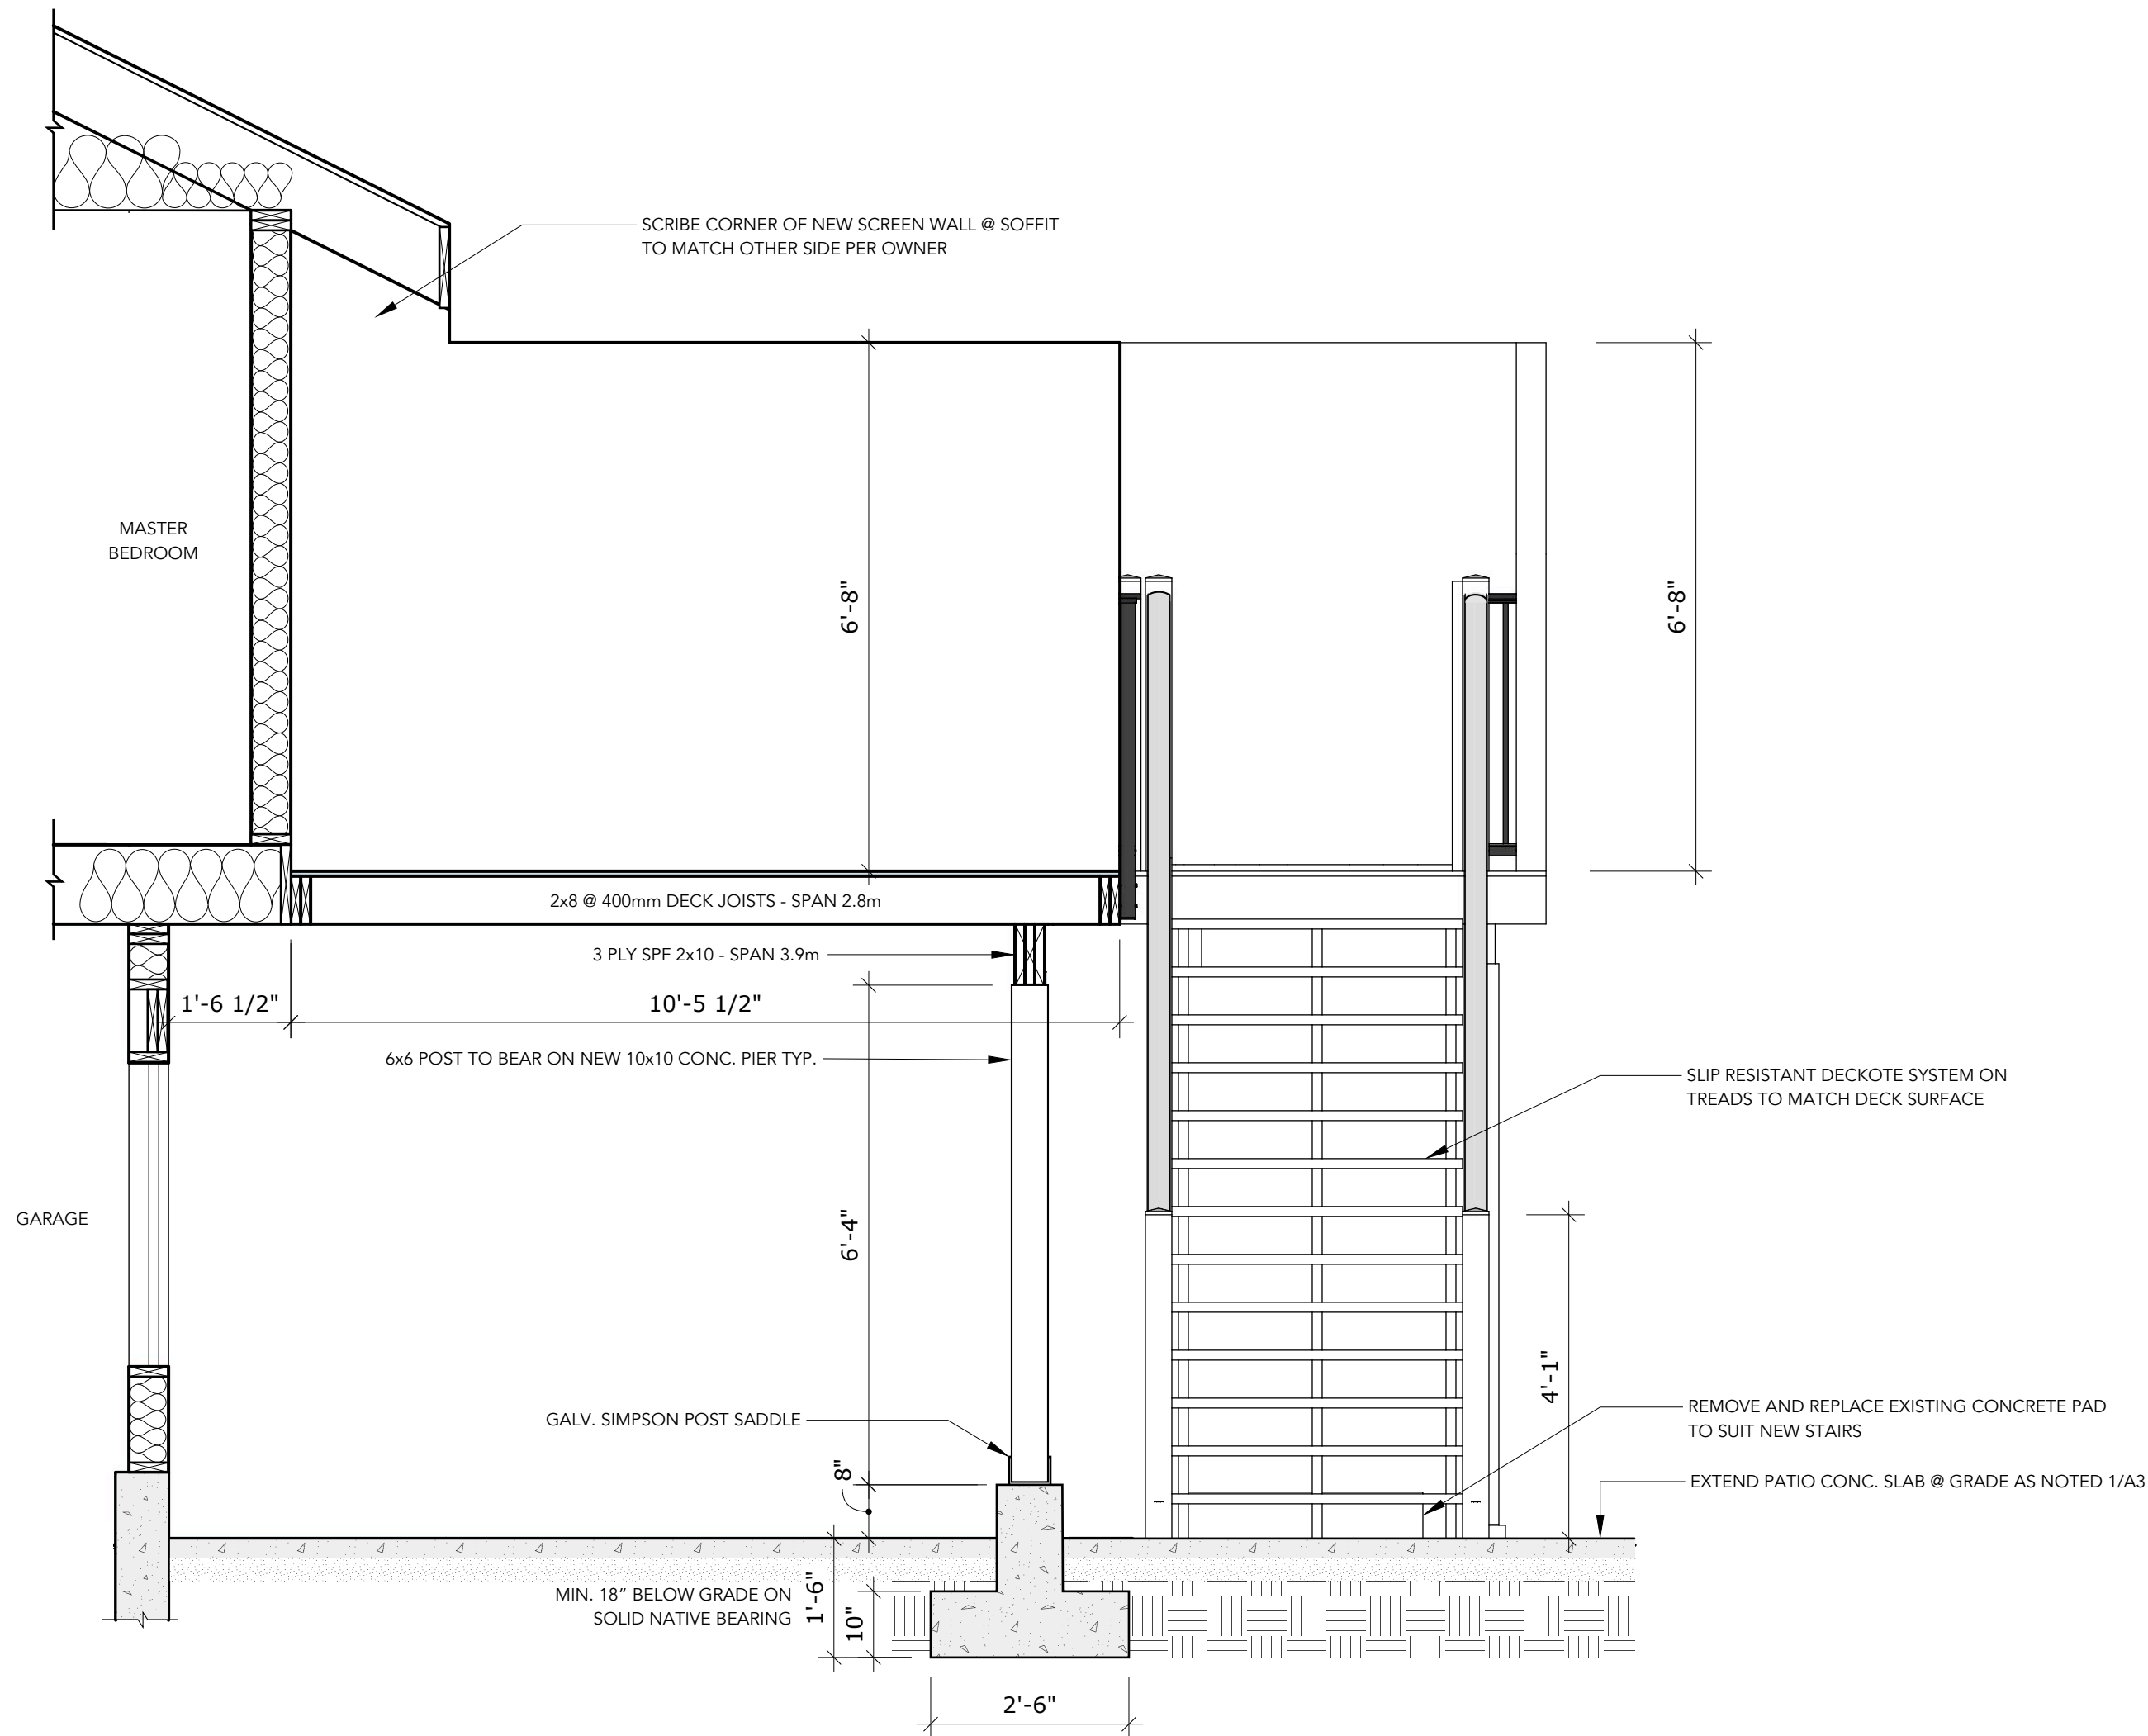 SCRIBE CORNER OF NEW SCREEN WALL @ SOFFIT
TO MATCH OTHER SIDE PER OWNER
MASTER
BEDROOM
6'-8"
6'-8"
2x8 @ 400mm DECK JOISTS - SPAN 2.8m
3 PLY SPF 2x10 - SPAN 3.9m
1'-6 1/2"
10'-5 1/2"
6x6 POST TO BEAR ON NEW 10x10 CONC. PIER TYP.
SLIP RESISTANT DECKOTE SYSTEM ON
TREADS TO MATCH DECK SURFACE
GARAGE
6'-4"
4'-1"
GALV. SIMPSON POST SADDLE
REMOVE AND REPLACE EXISTING CONCRETE PAD
TO SUIT NEW STAIRS
8"
EXTEND PATIO CONC. SLAB @ GRADE AS NOTED 1/A3
MIN. 18” BELOW GRADE ON
SOLID NATIVE BEARING
1'-6"
10"
2'-6"